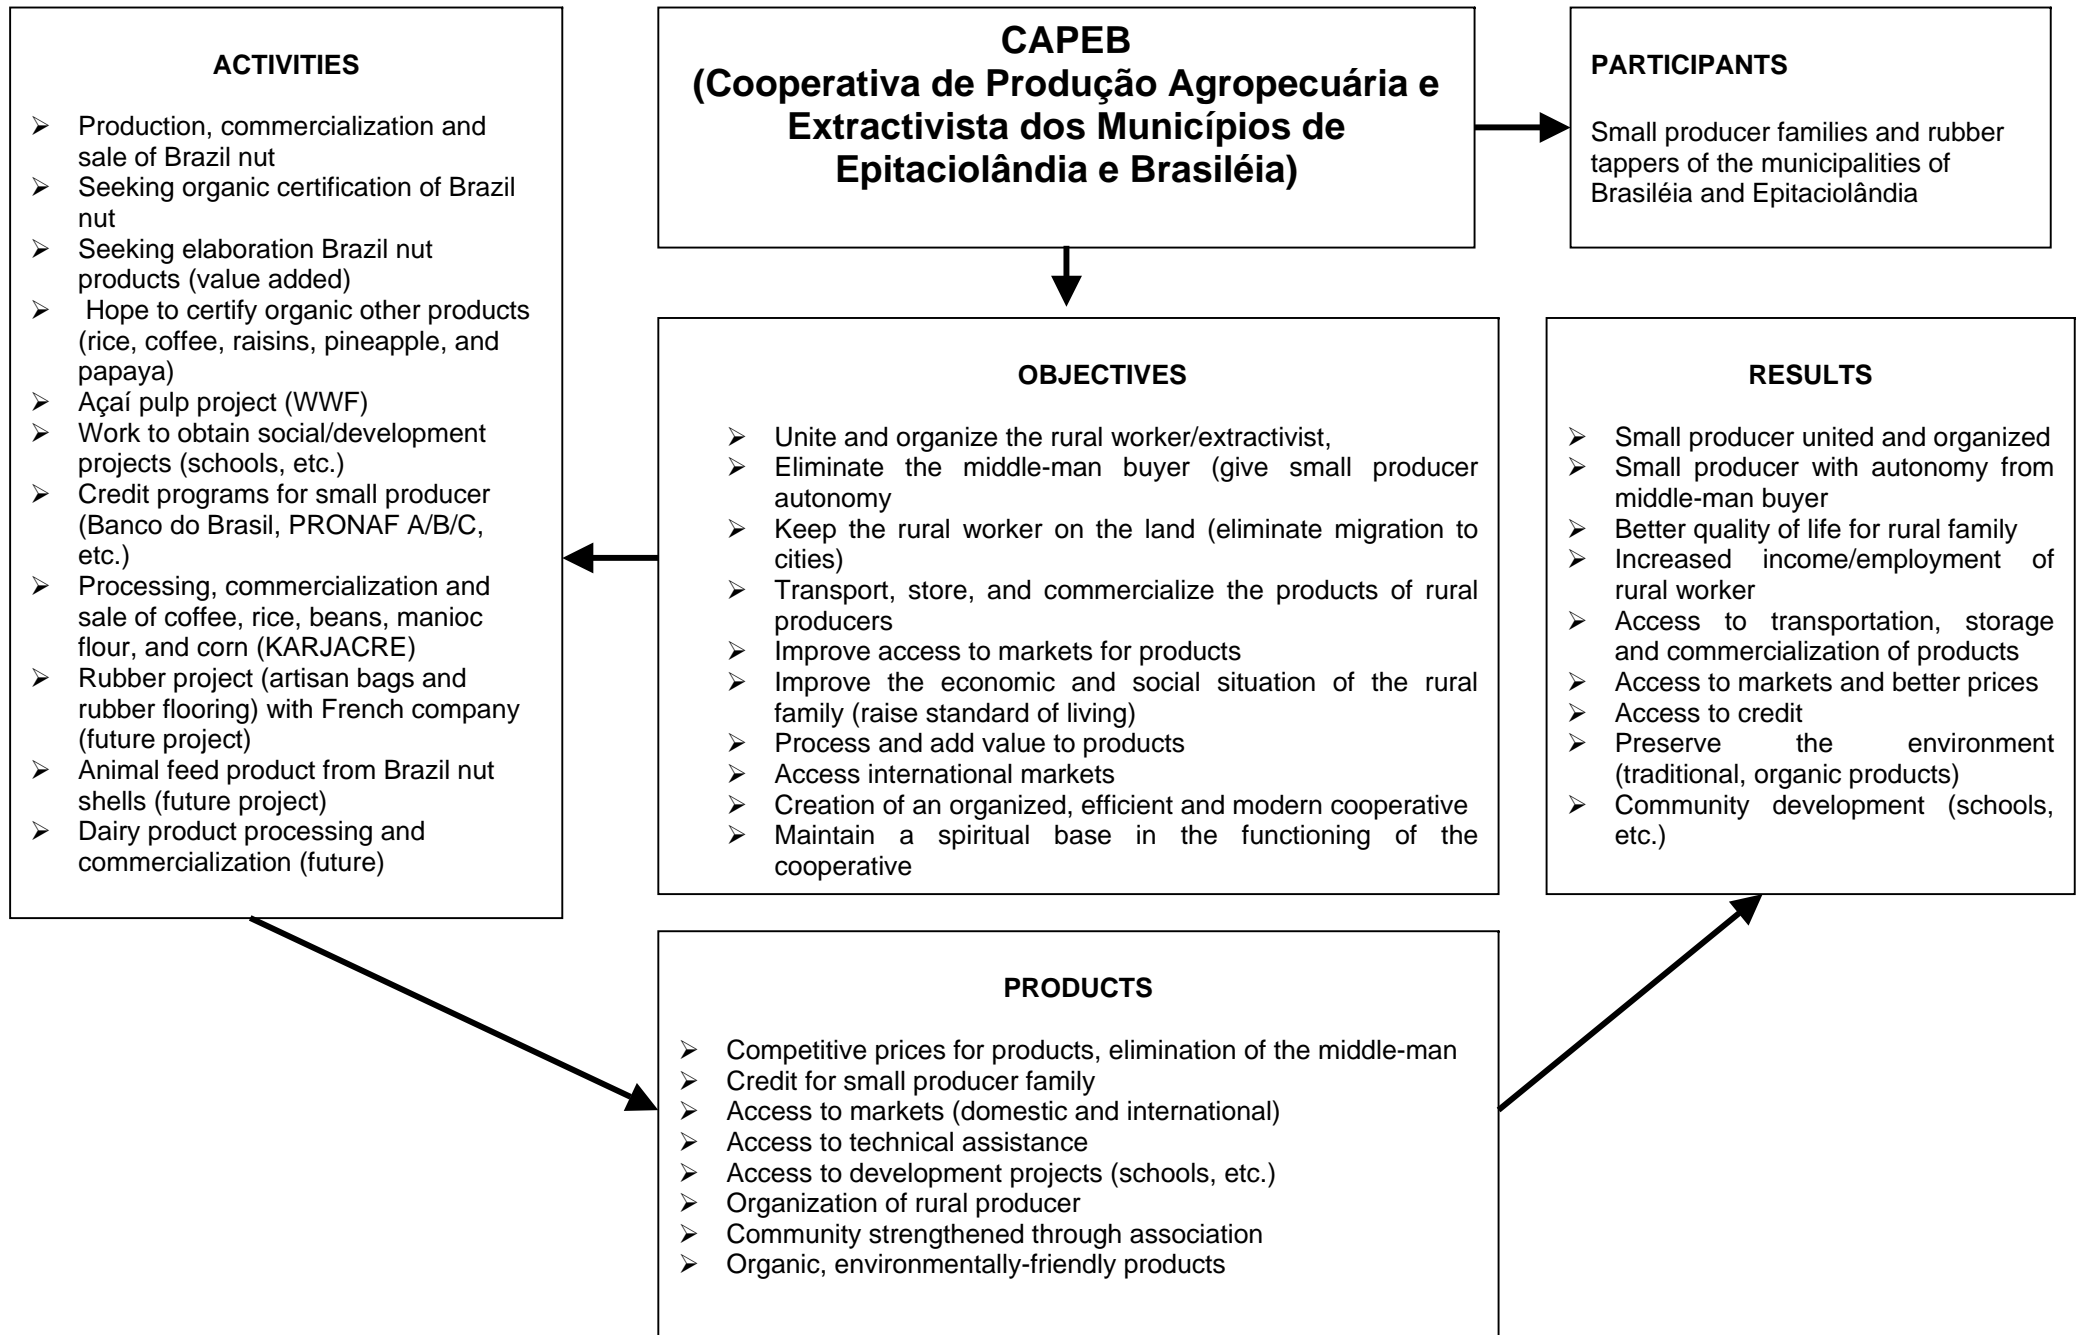 ACTIVITIES
➢ Production, commercialization and
sale of Brazil nut
➢ Seeking organic certification of Brazil
nut
➢ Seeking elaboration Brazil nut
products (value added)
➢ Hope to certify organic other products
(rice, coffee, raisins, pineapple, and
papaya)
➢ Açaí pulp project (WWF)
➢ Work to obtain social/development
projects (schools, etc.)
➢ Credit programs for small producer
(Banco do Brasil, PRONAF A/B/C,
etc.)
➢ Processing, commercialization and
sale of coffee, rice, beans, manioc
flour, and corn (KARJACRE)
➢ Rubber project (artisan bags and
rubber flooring) with French company
(future project)
➢ Animal feed product from Brazil nut
shells (future project)
➢ Dairy product processing and
commercialization (future)
CAPEB
(Cooperativa de Produção Agropecuária e
Extractivista dos Municípios de
Epitaciolândia e Brasiléia)
PARTICIPANTS
Small producer families and rubber
tappers of the municipalities of
Brasiléia and Epitaciolândia
OBJECTIVES
➢ Unite and organize the rural worker/extractivist,
➢ Eliminate the middle-man buyer (give small producer
autonomy
➢ Keep the rural worker on the land (eliminate migration to
cities)
➢ Transport, store, and commercialize the products of rural
producers
➢ Improve access to markets for products
➢ Improve the economic and social situation of the rural
family (raise standard of living)
➢ Process and add value to products
➢ Access international markets
➢ Creation of an organized, efficient and modern cooperative
➢ Maintain a spiritual base in the functioning of the
cooperative
RESULTS
➢ Small producer united and organized
➢ Small producer with autonomy from
middle-man buyer
➢ Better quality of life for rural family
➢ Increased income/employment of
rural worker
➢ Access to transportation, storage
and commercialization of products
➢ Access to markets and better prices
➢ Access to credit
➢ Preserve the environment
(traditional, organic products)
➢ Community development (schools,
etc.)
PRODUCTS
➢ Competitive prices for products, elimination of the middle-man
➢ Credit for small producer family
➢ Access to markets (domestic and international)
➢ Access to technical assistance
➢ Access to development projects (schools, etc.)
➢ Organization of rural producer
➢ Community strengthened through association
➢ Organic, environmentally-friendly products